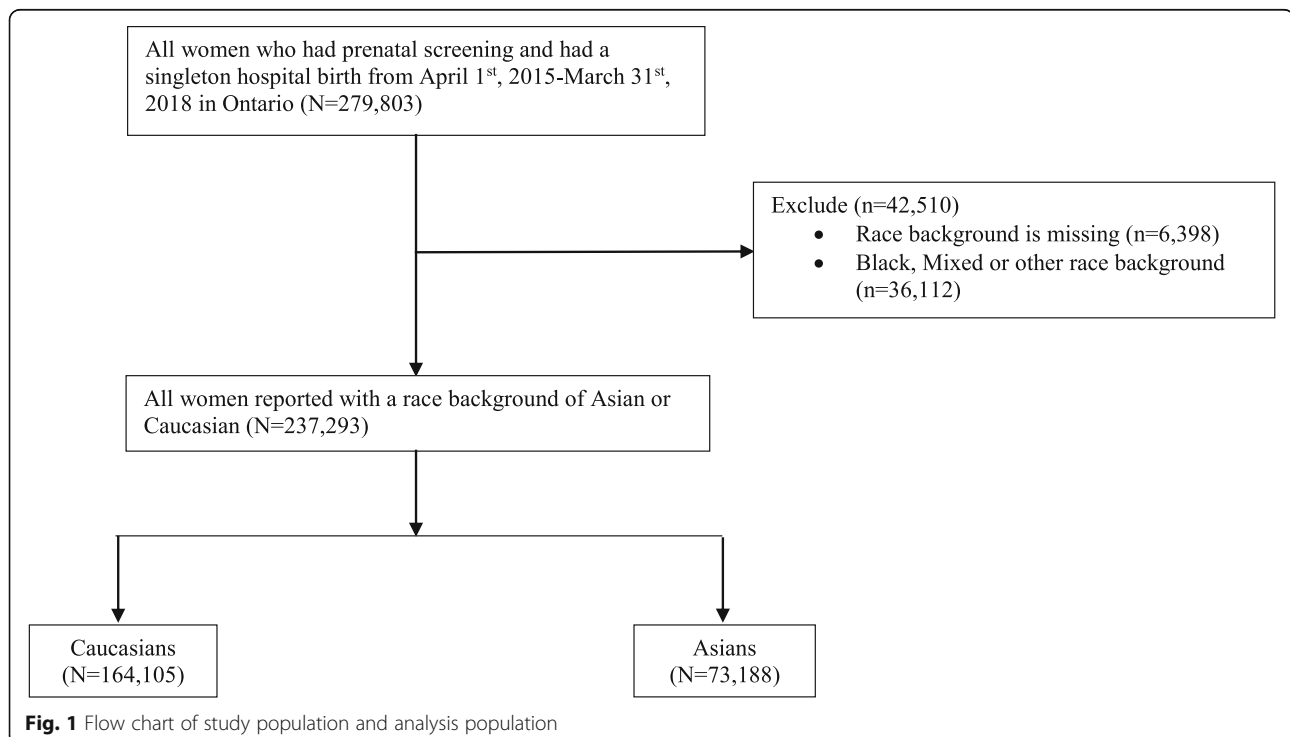 All women who had prenatal screening and had a
singleton hospital birth from April 1st, 2015-March 31st,
2018 in Ontario (N=279,803)
Exclude (n=42,510)
• Race background is missing (n=6,398)
• Black, Mixed or other race background
(n=36,112)
All women reported with a race background of Asian or
Caucasian (N=237,293)
Caucasians
(N=164,105)
Asians
(N=73,188)
Fig. 1 Flow chart of study population and analysis population